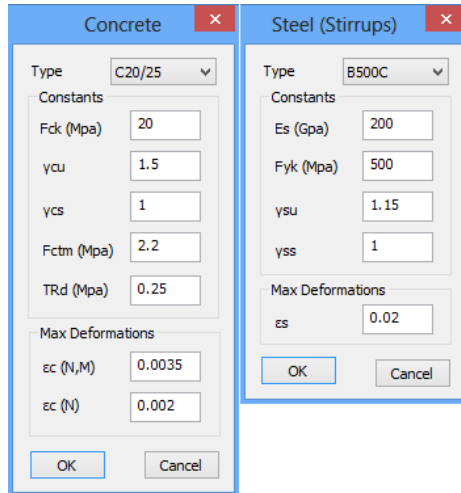 Concrete
Type C20/25
Constants
Fck (Mpa) 20
γcu 1.5
γcs 1
Fctm (Mpa) 2.2
TRd (Mpa) 0.25
Max Deformations
εc (N,M) 0.0035
εc (N) 0.002
OK Cancel
Steel (Stirrups)
Type B500C
Constants
Es (Gpa) 200
Fyk (Mpa) 500
γsu 1.15
γss 1
Max Deformations
εs 0.02
OK Cancel